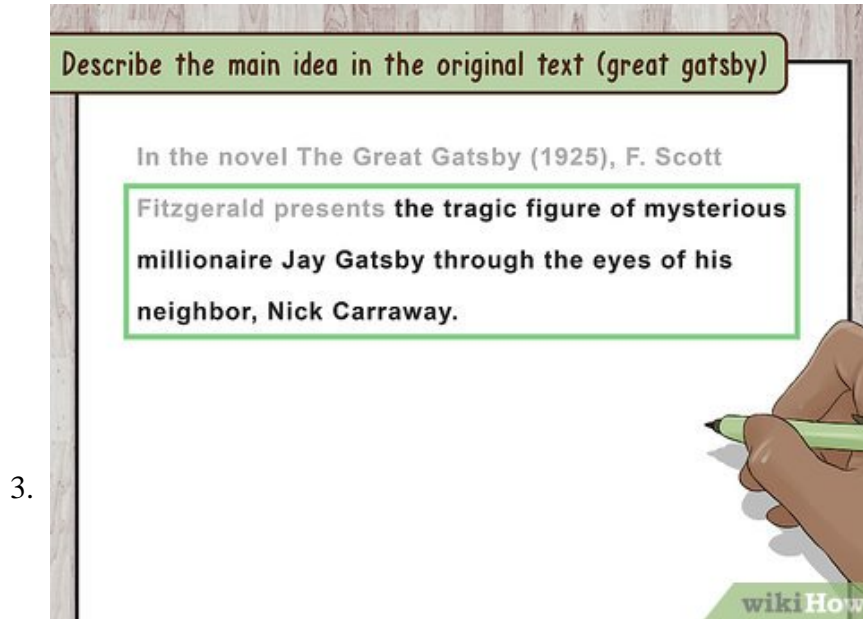 Describe the main idea in the original text (great gatsby)
In the novel The Great Gatsby (1925), F. Scott
Fitzgerald presents the tragic figure of mysterious
millionaire Jay Gatsby through the eyes of his
neighbor, Nick Carraway.
3.
wikiHow